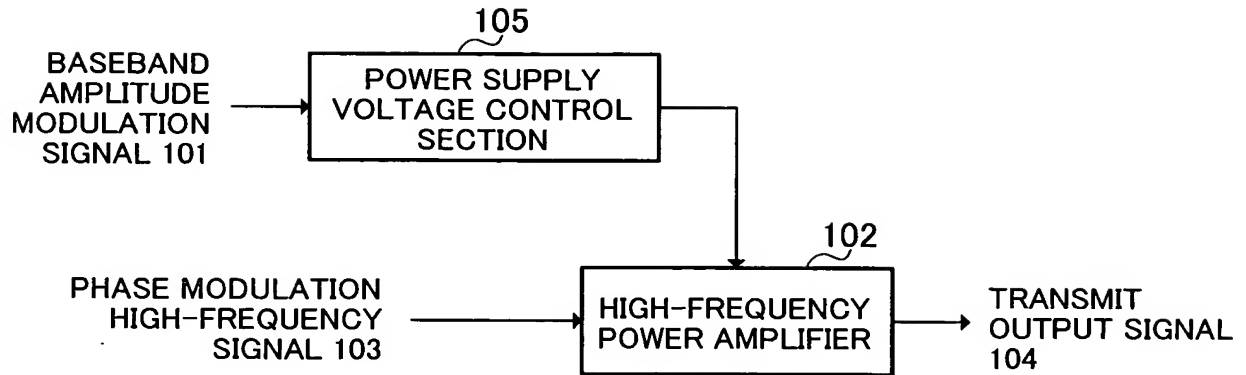 105
BASEBAND
AMPLITUDE
MODULATION
SIGNAL 101
POWER SUPPLY
VOLTAGE CONTROL
SECTION
102
PHASE MODULATION
HIGH-FREQUENCY
SIGNAL 103
HIGH-FREQUENCY
POWER AMPLIFIER
TRANSMIT
OUTPUT SIGNAL
104